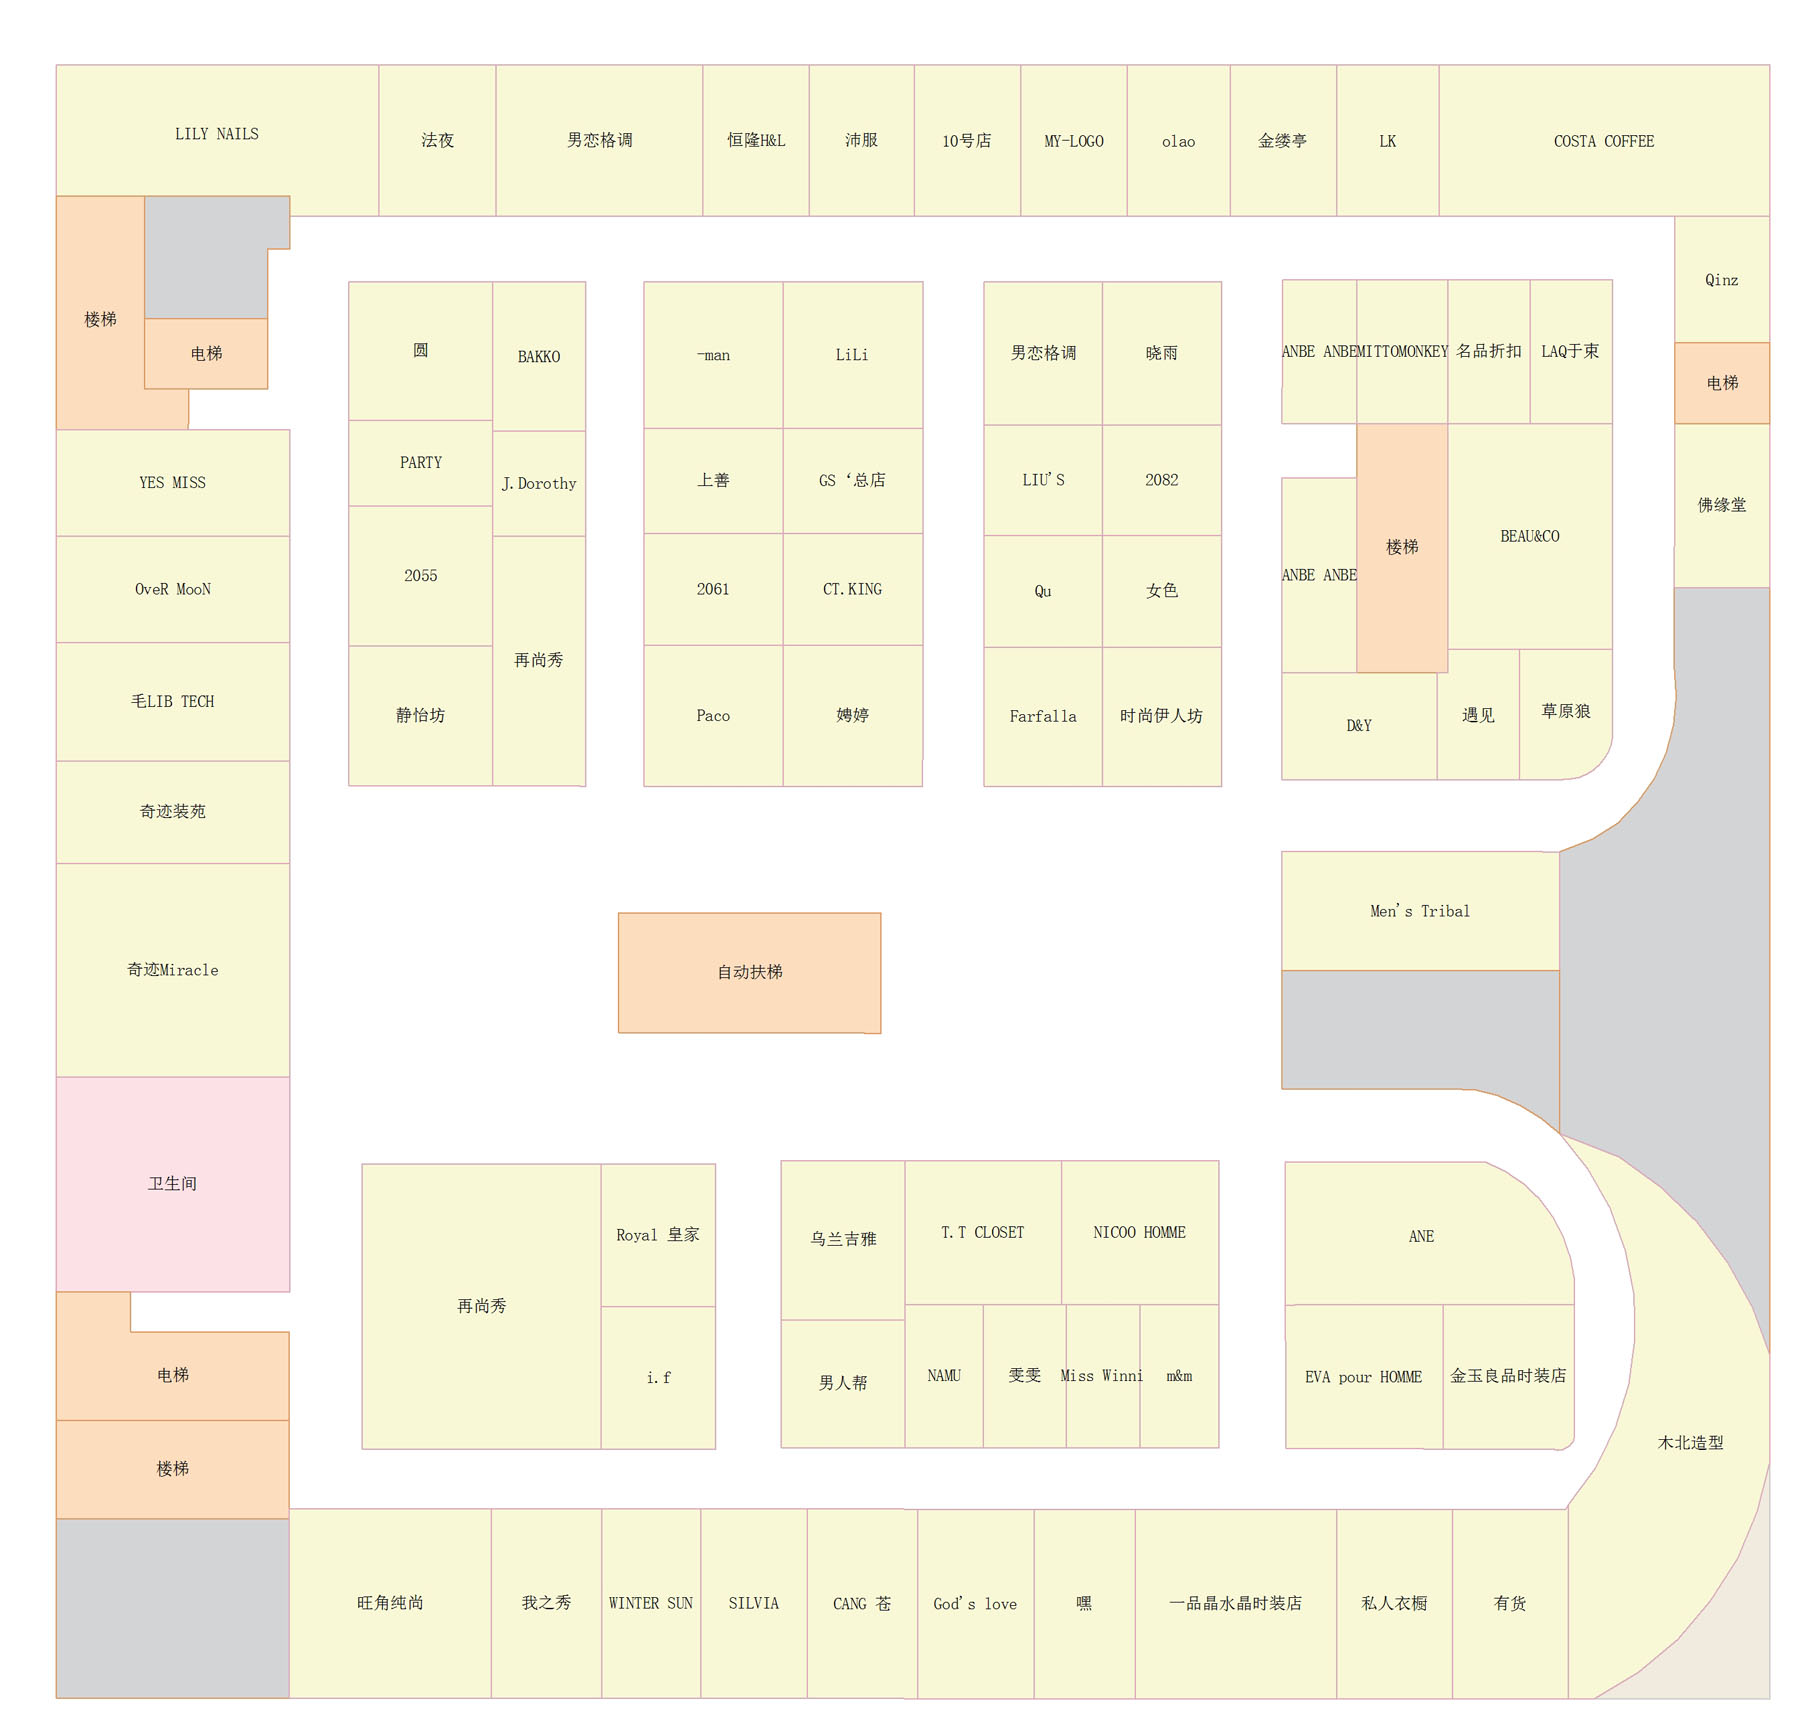 LILY NAILS
法夜
男恋格调
恒隆H&L
沛服
10号店
MY-LOGO
olao
金缕亭
LK
COSTA COFFEE
楼梯
电梯
Qinz
电梯
佛缘堂
圆
BAKKO
PARTY
J.Dorothy
2055
再尚秀
静怡坊
-man
LiLi
上善
GS‘总店
2061
CT.KING
Paco
娉婷
男恋格调
晓雨
LIU'S
2082
Qu
女色
Farfalla
时尚伊人坊
ANBE ANBE
MITTOMONKEY
名品折扣
LAQ于束
楼梯
BEAU&CO
ANBE ANBE
D&Y
遇见
草原狼
YES MISS
OveR MooN
毛LIB TECH
奇迹装苑
奇迹Miracle
自动扶梯
Men's Tribal
卫生间
电梯
楼梯
再尚秀
Royal 皇家
i.f
乌兰吉雅
T.T CLOSET
NICOO HOMME
男人帮
NAMU
雯雯
Miss Winni
m&m
ANE
EVA pour HOMME
金玉良品时装店
木北造型
旺角纯尚
我之秀
WINTER SUN
SILVIA
CANG 苍
God's love
嘿
一品晶水晶时装店
私人衣橱
有货